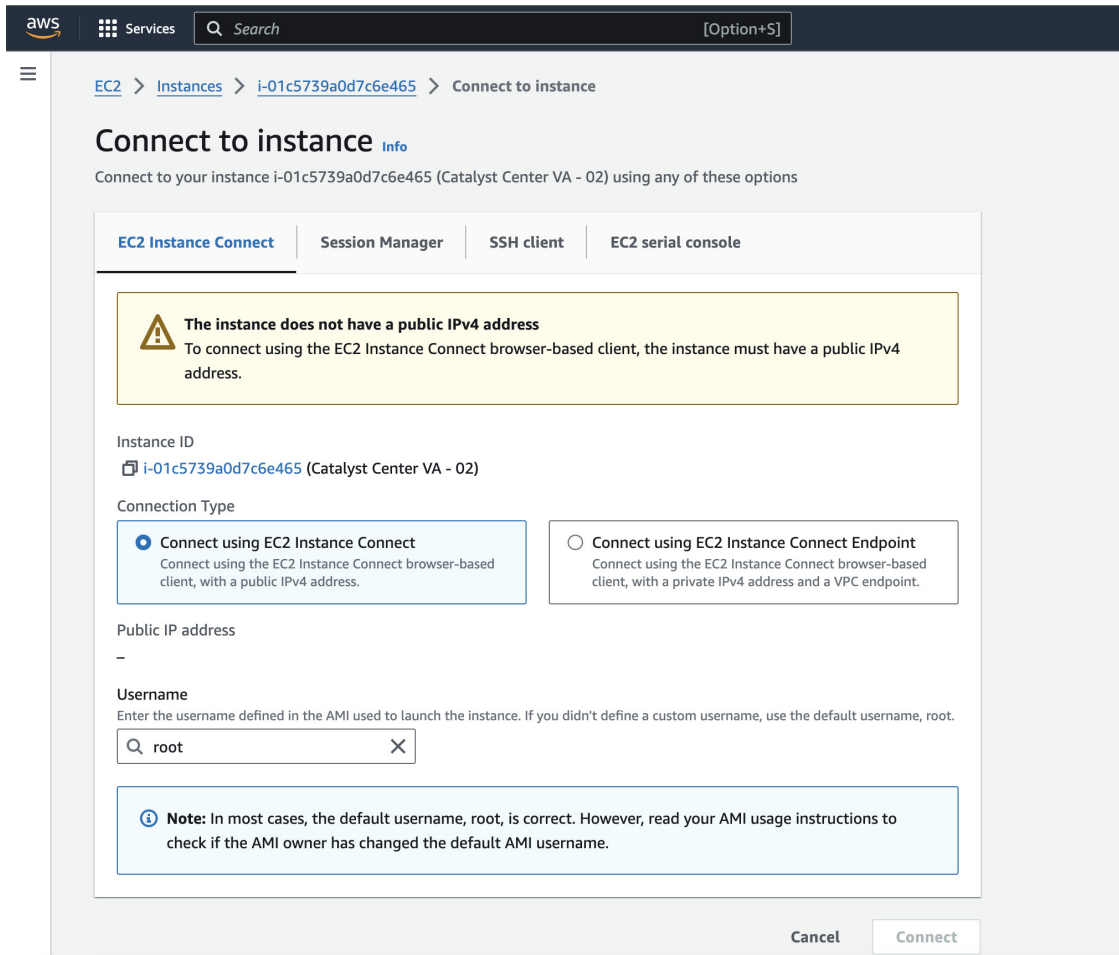 aws Services Search [Option+S]
EC2 > Instances > i-01c5739a0d7c6e465 > Connect to instance
Connect to instance Info
Connect to your instance i-01c5739a0d7c6e465 (Catalyst Center VA - 02) using any of these options
EC2 Instance Connect Session Manager SSH client EC2 serial console
The instance does not have a public IPv4 address
To connect using the EC2 Instance Connect browser-based client, the instance must have a public IPv4
address.
Instance ID
i-01c5739a0d7c6e465 (Catalyst Center VA - 02)
Connection Type
Connect using EC2 Instance Connect
Connect using the EC2 Instance Connect browser-based
client, with a public IPv4 address.
Connect using EC2 Instance Connect Endpoint
Connect using the EC2 Instance Connect browser-based
client, with a private IPv4 address and a VPC endpoint.
Public IP address
–
Username
Enter the username defined in the AMI used to launch the instance. If you didn't define a custom username, use the default username, root.
root
Note: In most cases, the default username, root, is correct. However, read your AMI usage instructions to
check if the AMI owner has changed the default AMI username.
Cancel Connect